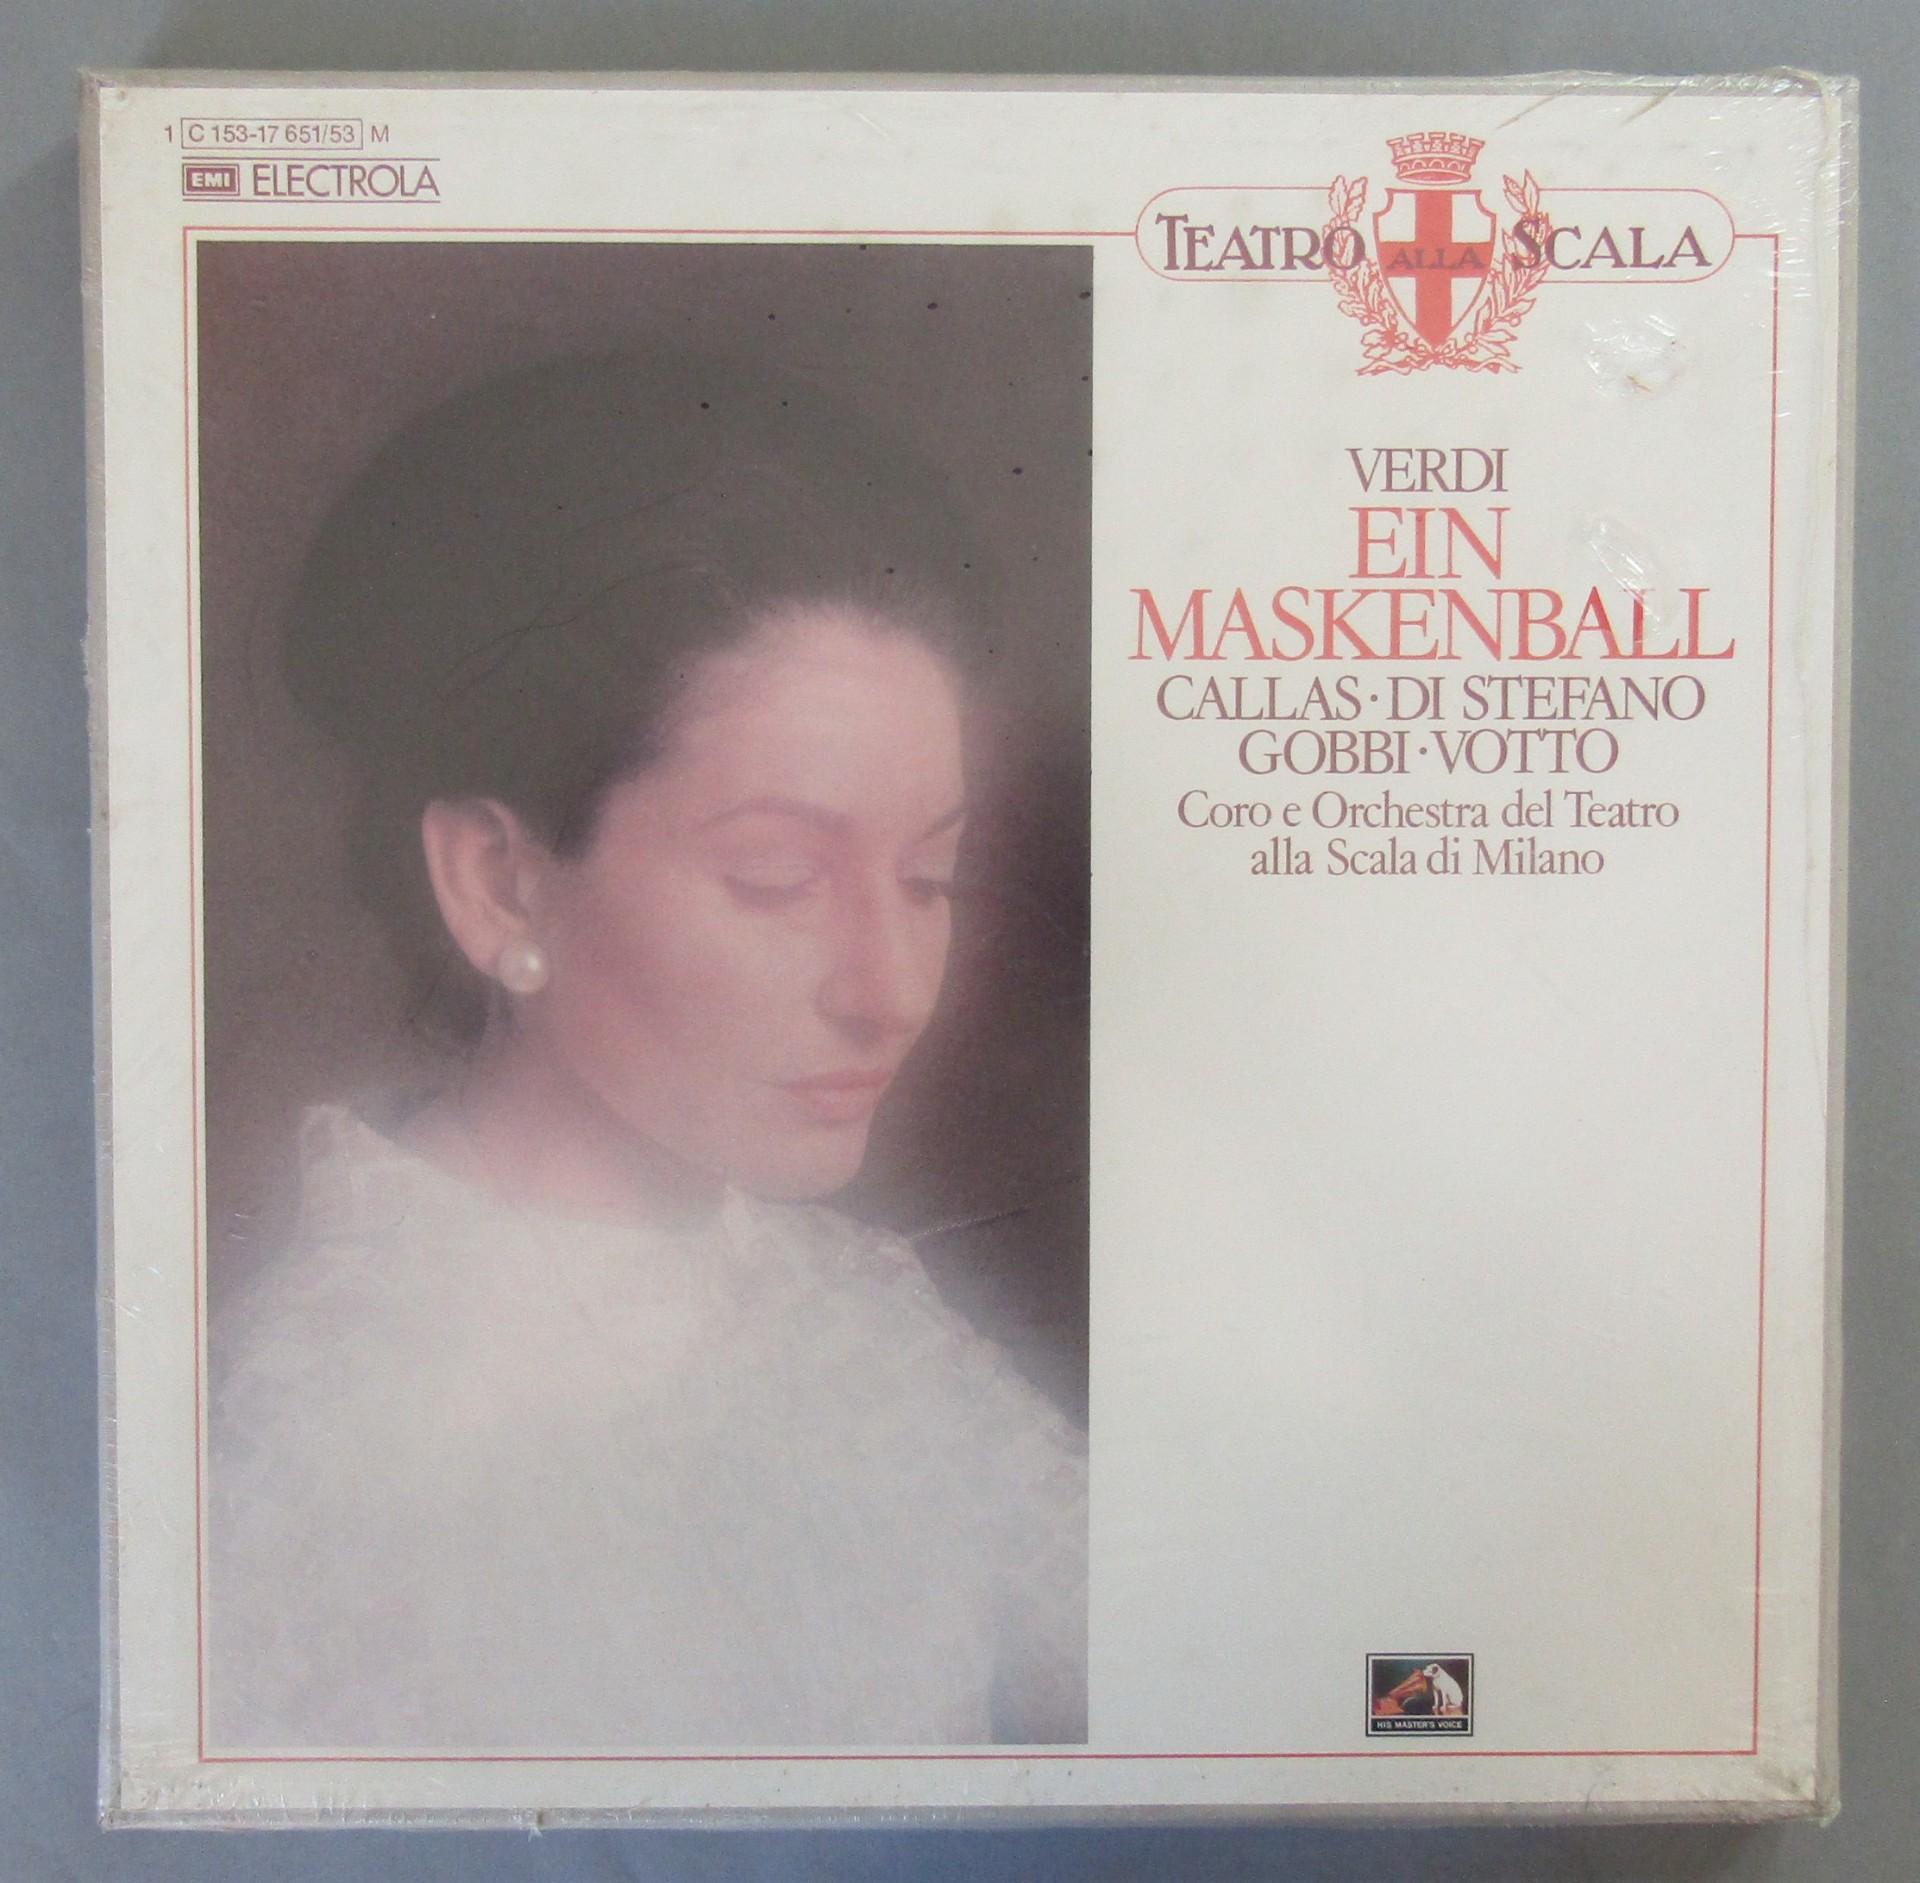 1 C 153-17 651/53 M
EMI ELECTROLA
TEATRO ALLA SCALA
VERDI
EIN
MASKENBALL
CALLAS · DI STEFANO
GOBBI · VOTTO
Coro e Orchestra del Teatro
alla Scala di Milano
HIS MASTER'S VOICE